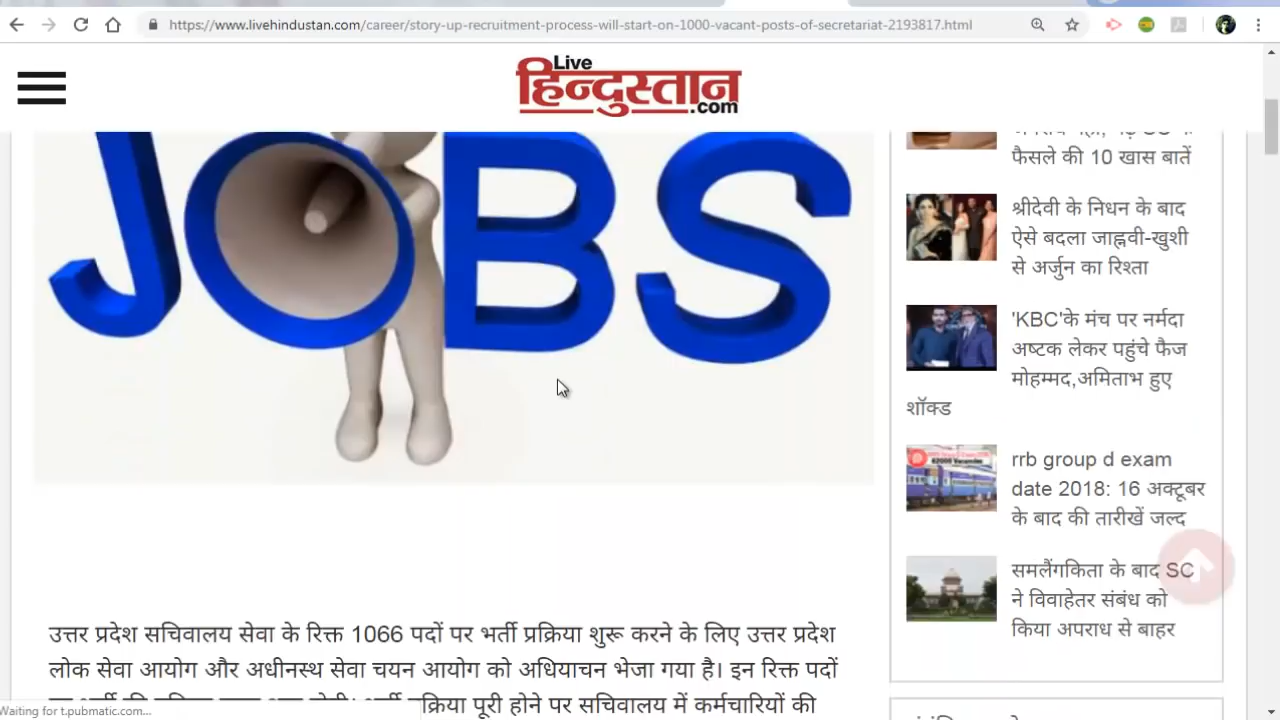 https://www.livehindustan.com/career/story-up-recruitment-process-will-start-on-1000-vacant-posts-of-secretariat-2193817.html
Live
हिन्दुस्तान
.com
JOBS
फैसले की 10 खास बातें
श्रीदेवी के निधन के बाद
ऐसे बदला जाह्नवी-खुशी
से अर्जुन का रिश्ता
'KBC'के मंच पर नर्मदा
अष्टक लेकर पहुंचे फैज
मोहम्मद,अमिताभ हुए
शॉक्ड
rrb group d exam
date 2018: 16 अक्टूबर
के बाद की तारीखें जल्द
समलैंगकिता के बाद SC
ने विवाहेतर संबंध को
किया अपराध से बाहर
उत्तर प्रदेश सचिवालय सेवा के रिक्त 1066 पदों पर भर्ती प्रक्रिया शुरू करने के लिए उत्तर प्रदेश
लोक सेवा आयोग और अधीनस्थ सेवा चयन आयोग को अधियाचन भेजा गया है। इन रिक्त पदों
प्रक्रिया पूरी होने पर सचिवालय में कर्मचारियों की
Waiting for t.pubmatic.com...